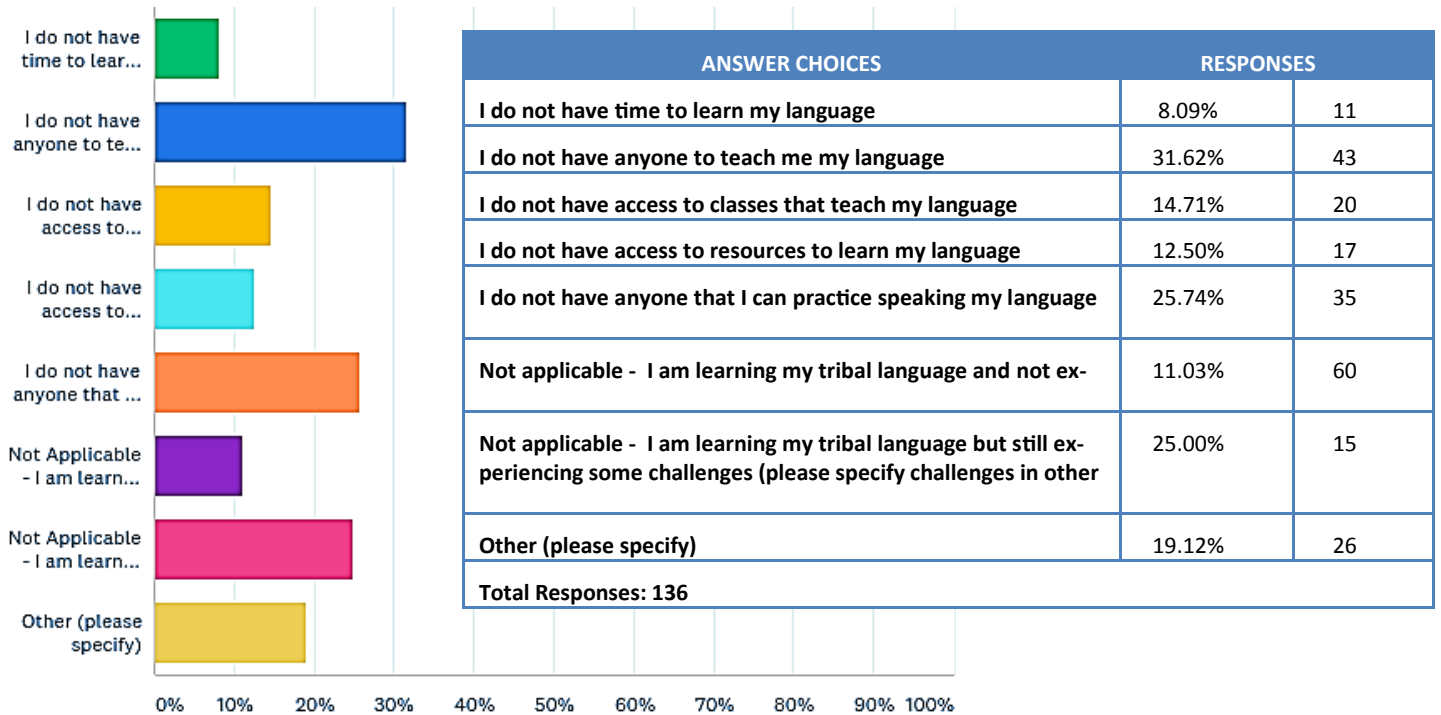 I do not have
time to lear...
I do not have
anyone to te...
I do not have
access to...
I do not have
access to...
I do not have
anyone that ...
Not Applicable
- I am learn...
Not Applicable
- I am learn...
Other (please
specify)
0% 10% 20% 30% 40% 50% 60% 70% 80% 90% 100%
ANSWER CHOICES RESPONSES
I do not have time to learn my language 8.09% 11
I do not have anyone to teach me my language 31.62% 43
I do not have access to classes that teach my language 14.71% 20
I do not have access to resources to learn my language 12.50% 17
I do not have anyone that I can practice speaking my language 25.74% 35
Not applicable - I am learning my tribal language and not ex- 11.03% 60
Not applicable - I am learning my tribal language but still ex- 25.00% 15
periencing some challenges (please specify challenges in other
Other (please specify) 19.12% 26
Total Responses: 136